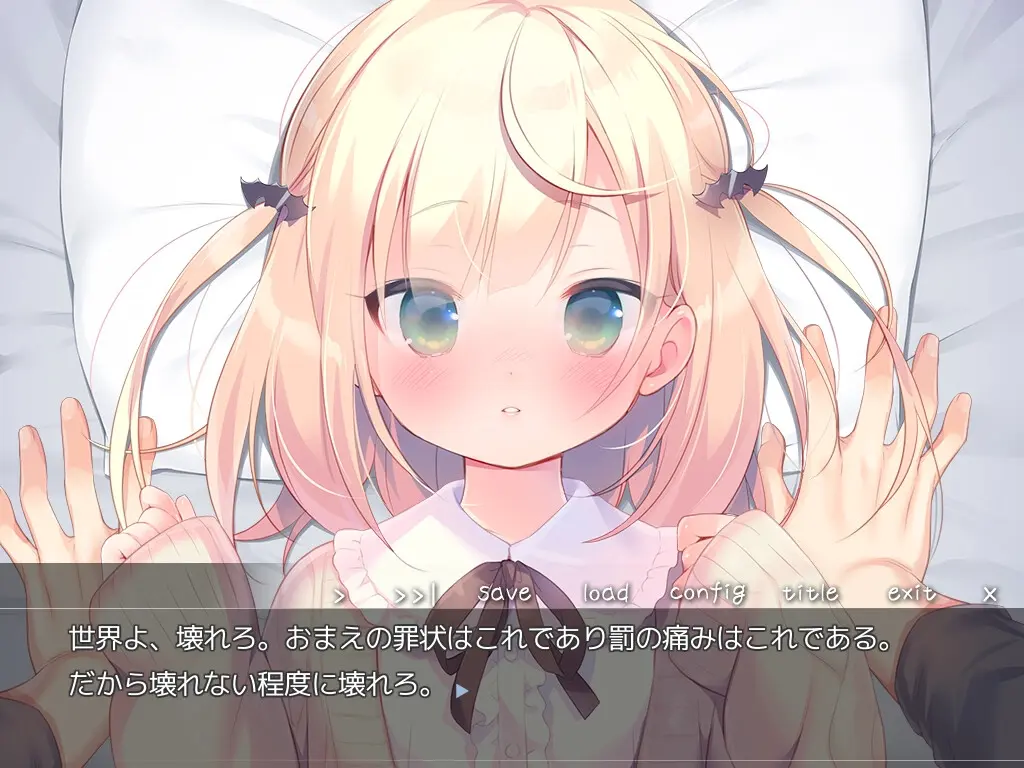 > >>| save load config title exit x
世界よ、壊れろ。おまえの罪状はこれであり罰の痛みはこれである。
だから壊れない程度に壊れろ。